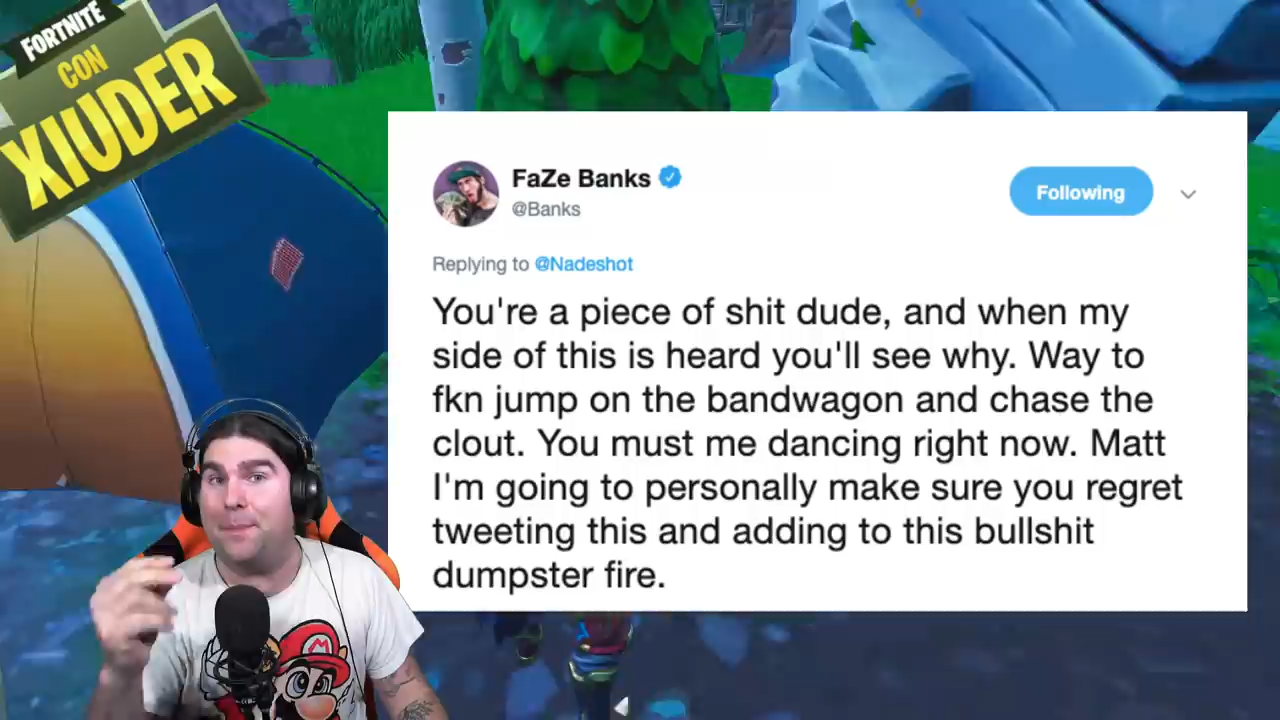 FORTNITE
CON
XIUDER
FaZe Banks
@Banks
Following
Replying to @Nadeshot
You're a piece of shit dude, and when my
side of this is heard you'll see why. Way to
fkn jump on the bandwagon and chase the
clout. You must me dancing right now. Matt
I'm going to personally make sure you regret
tweeting this and adding to this bullshit
dumpster fire.